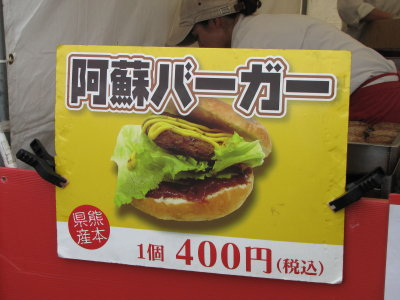 阿蘇バーガー
熊本
県産
1個 400円(税込)